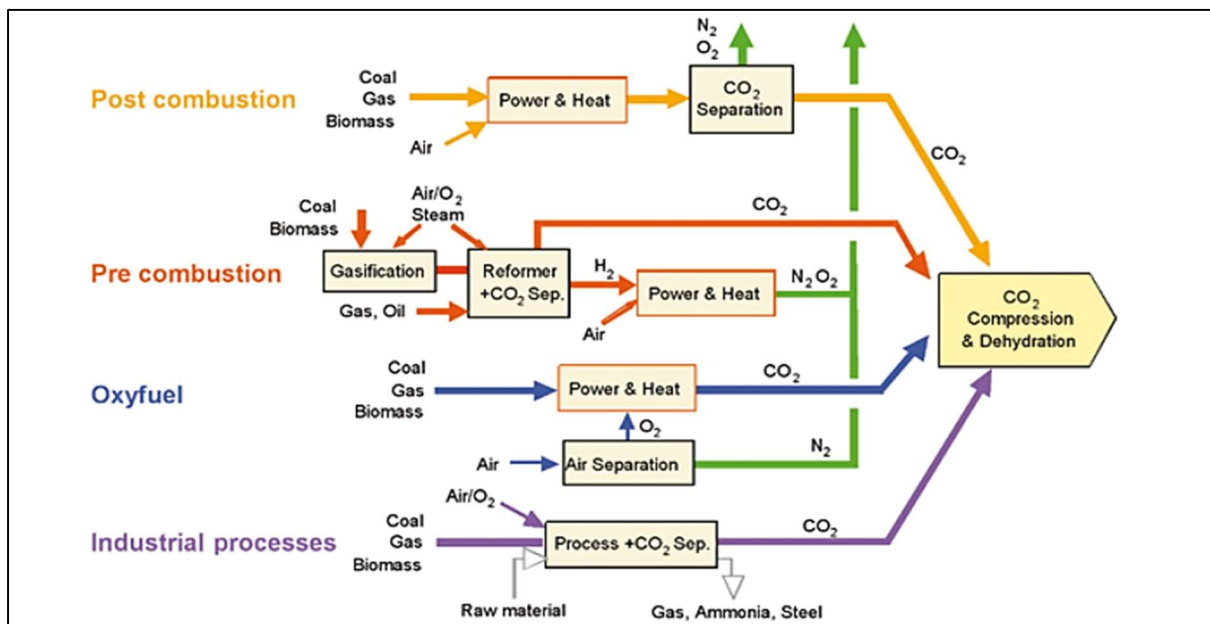 N₂
O₂
Coal
Gas
Biomass
Post combustion
Power & Heat
CO₂
Separation
Air
CO₂
Air/O₂
Steam
Coal
Biomass
CO₂
Pre combustion
Gasification
Reformer
+CO₂ Sep.
H₂
Power & Heat
N₂O₂
Gas, Oil
Air
CO₂
Compression
& Dehydration
Coal
Gas
Biomass
Oxyfuel
Power & Heat
CO₂
O₂
Air
Air Separation
N₂
Air/O₂
Coal
Gas
Biomass
Industrial processes
Process +CO₂ Sep.
CO₂
Raw material
Gas, Ammonia, Steel